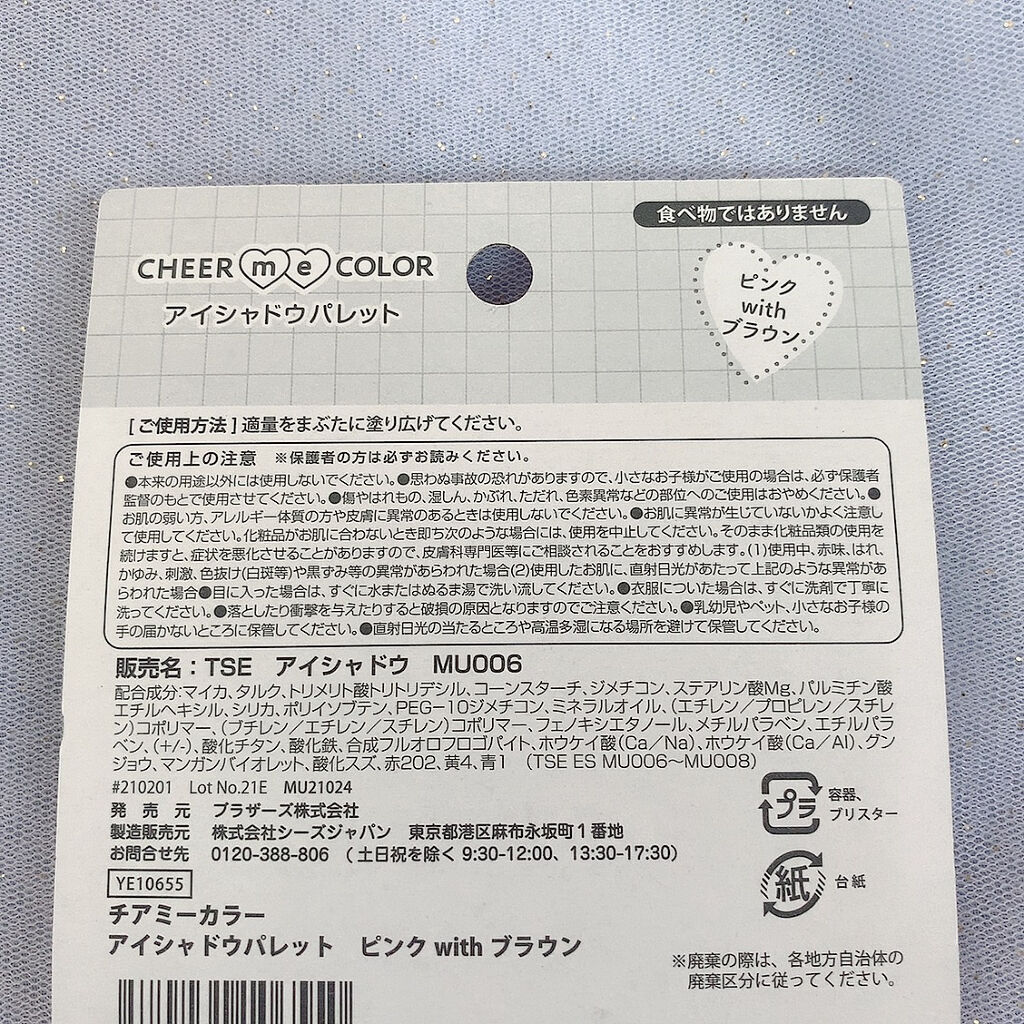 食べ物ではありません
CHEER me COLOR
アイシャドウパレット
ピンク
with
ブラウン
[ご使用方法]適量をまぶたに塗り広げてください。
ご使用上の注意 ※保護者の方は必ずお読みください。
●本来の用途以外には使用しないでください。●思わぬ事故の恐れがありますので、小さなお子様がご使用の場合は、必ず保護者
監督のもとで使用させてください。●傷やはれもの、湿しん、かぶれ、ただれ、色素異常などの部位へのご使用はおやめください。●
お肌の弱い方、アレルギー体質の方や皮膚に異常のあるときは使用しないでください。●お肌に異常が生じていないかよく注意し
て使用してください。化粧品がお肌に合わないとき即ち次のような場合には、使用を中止してください。そのまま化粧品類の使用を
続けますと、症状を悪化させることがありますので、皮膚科専門医等にご相談されることをおすすめします。(1)使用中、赤味、はれ、
かゆみ、刺激、色抜け(白斑等)や黒ずみ等の異常があらわれた場合(2)使用したお肌に、直射日光があたって上記のような異常があ
らわれた場合●目に入った場合は、すぐに水またはぬるま湯で洗い流してください。●衣服についた場合は、すぐに洗剤で丁寧に
洗ってください。●落としたり衝撃を与えたりすると破損の原因となりますのでご注意ください。●乳幼児やペット、小さなお子様の
手の届かないところに保管してください。●直射日光の当たるところや高温多湿になる場所を避けて保管してください。
販売名：TSE アイシャドウ MU006
配合成分:マイカ、タルク、トリメリト酸トリトリデシル、コーンスターチ、ジメチコン、ステアリン酸Mg、パルミチン酸
エチルヘキシル、シリカ、ポリイソブテン、PEG-10ジメチコン、ミネラルオイル、(エチレン／プロピレン／スチレ
ン)コポリマー、(ブチレン／エチレン／スチレン)コポリマー、フェノキシエタノール、メチルパラベン、エチルパラ
ベン、(+/-)、酸化チタン、酸化鉄、合成フルオロフロゴパイト、ホウケイ酸(Ca／Na)、ホウケイ酸(Ca／Al)、グン
ジョウ、マンガンバイオレット、酸化スズ、赤202、黄4、青1 (TSE ES MU006〜MU008)
#210201 Lot No.21E MU21024
発売元 ブラザーズ株式会社
製造販売元 株式会社シーズジャパン 東京都港区麻布永坂町１番地
お問合せ先 0120-388-806 (土日祝を除く 9:30-12:00、13:30-17:30)
プラ
容器、
ブリスター
紙
台紙
YE10655
チアミーカラー
アイシャドウパレット ピンク with ブラウン
※廃棄の際は、各地方自治体の
廃棄区分に従ってください。